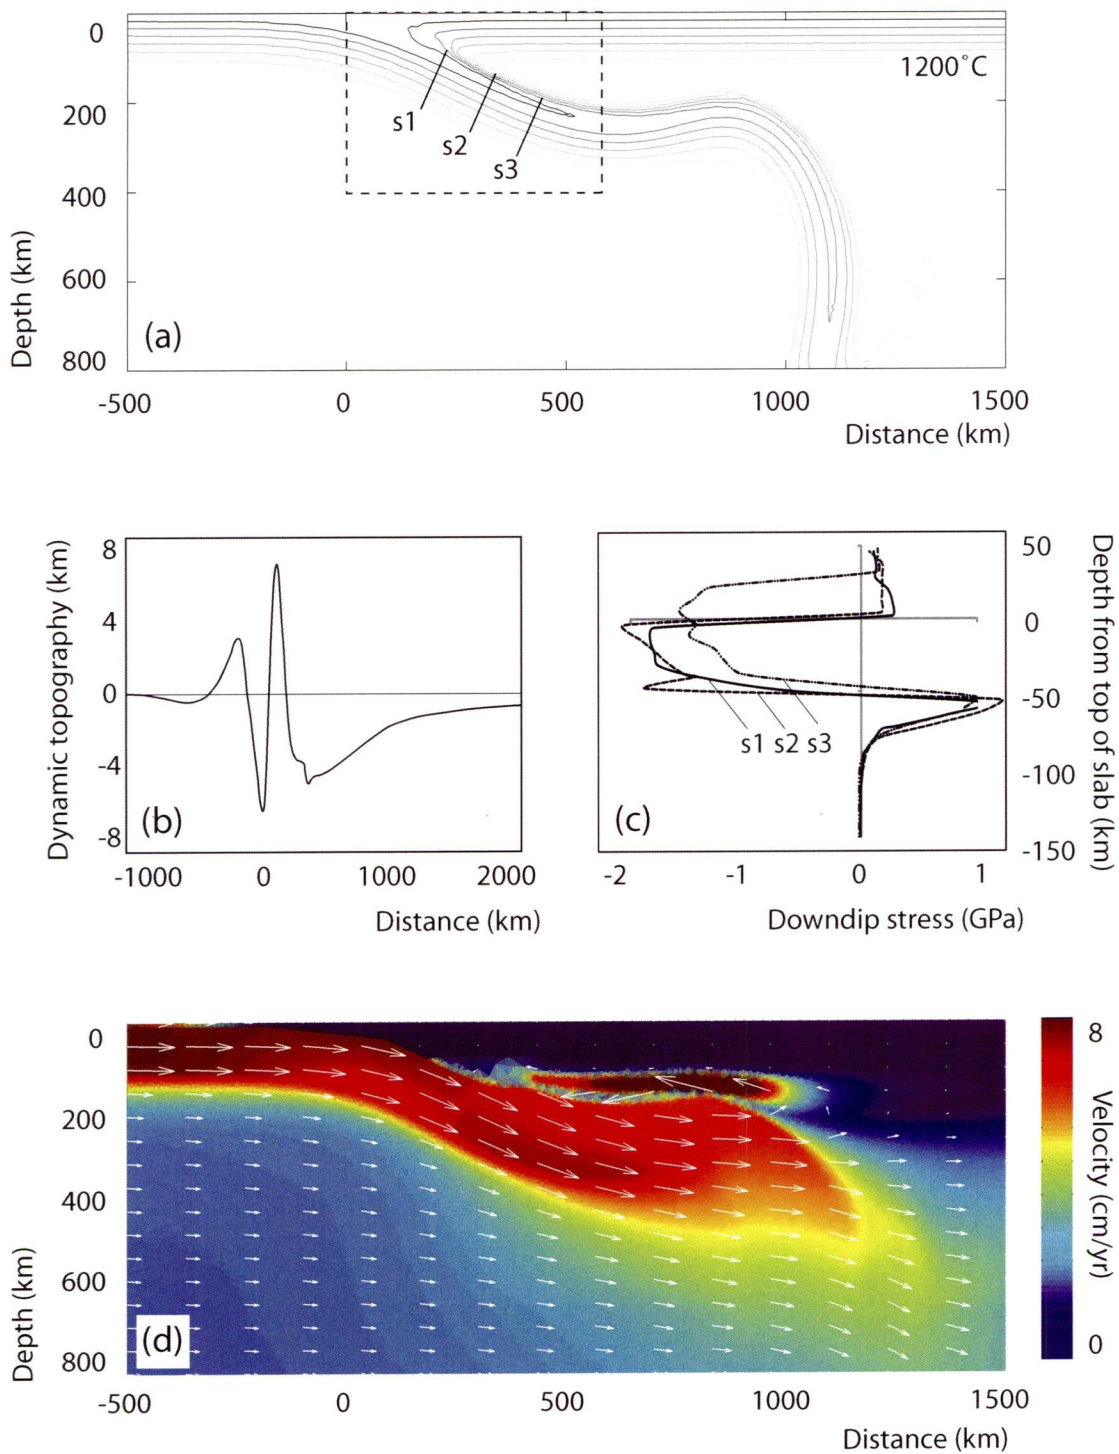 0
200
400
600
800
Depth (km)
1200°C
s1
s2
s3
(a)
-500
0
500
1000
1500
Distance (km)
8
4
0
-4
-8
Dynamic topography (km)
(b)
-1000
0
1000
2000
Distance (km)
50
0
-50
-100
-150
Depth from top of slab (km)
s1 s2 s3
(c)
-2
-1
0
1
Downdip stress (GPa)
0
200
400
600
800
Depth (km)
(d)
-500
0
500
1000
1500
Distance (km)
8
0
Velocity (cm/yr)